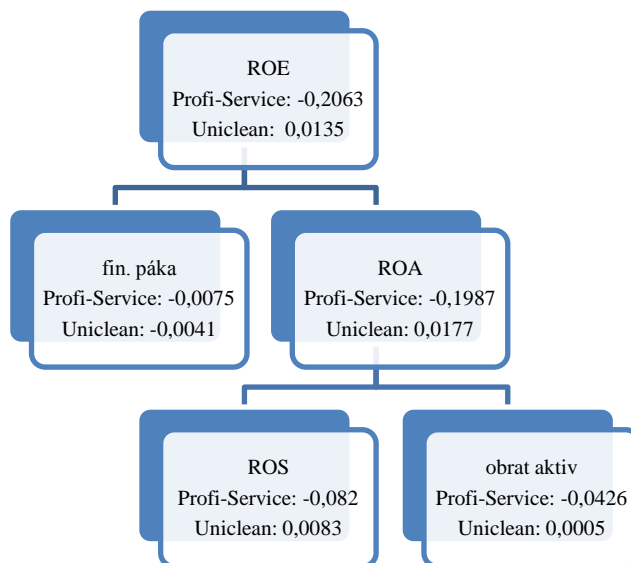 ROE
Profi-Service: -0,2063
Uniclean:  0,0135
fin. páka
Profi-Service: -0,0075
Uniclean: -0,0041
ROA
Profi-Service: -0,1987
Uniclean: 0,0177
ROS
Profi-Service: -0,082
Uniclean: 0,0083
obrat aktiv
Profi-Service: -0,0426
Uniclean: 0,0005